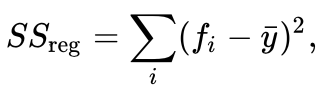 SS_reg = ∑_i (f_i − ȳ)²,